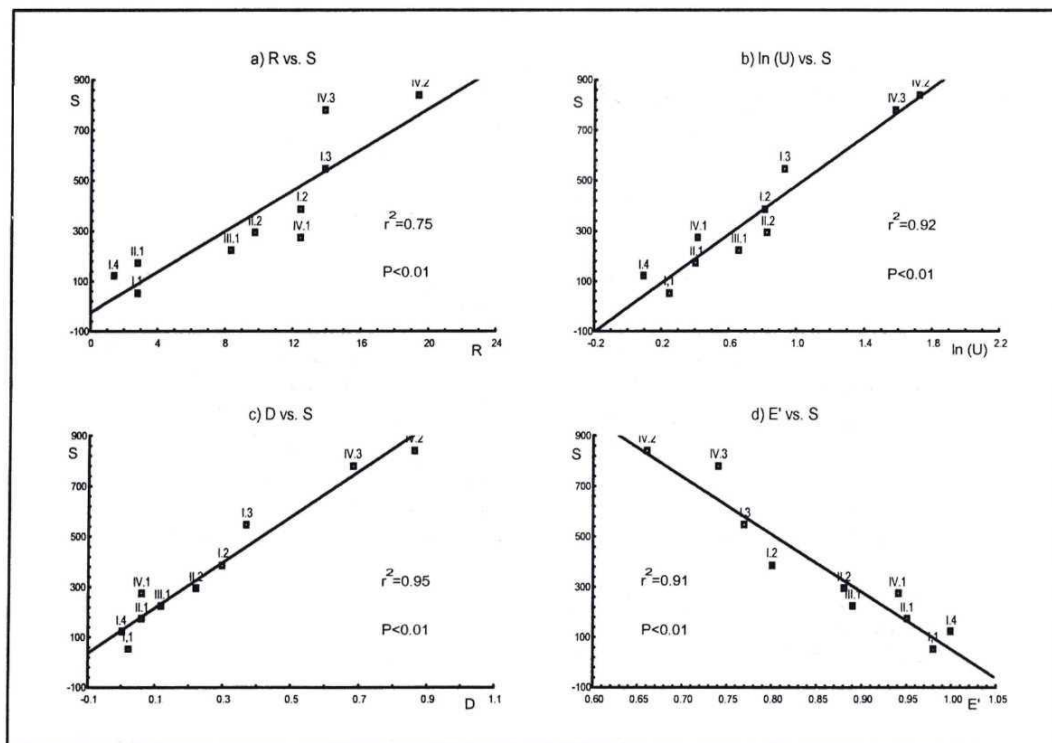 a) R vs. S
900
S
700
500
300
100
-100
0
4
8
12
16
20
24
R
IV.2
IV.3
I.3
I.2
II.2
IV.1
III.1
II.1
I.4
I,1
r²=0.75
P<0.01
b) ln (U) vs. S
900
S
700
500
300
100
-100
-0.2
0.2
0.6
1.0
1.4
1.8
2.2
ln (U)
IV.2
IV.3
I.3
I.2
II.2
IV.1
III.1
II.1
I.4
I,1
r²=0.92
P<0.01
c) D vs. S
900
S
700
500
300
100
-100
-0.1
0.1
0.3
0.5
0.7
0.9
1.1
D
IV.2
IV.3
I.3
I.2
II.2
IV.1
III.1
II.1
I.4
I,1
r²=0.95
P<0.01
d) E' vs. S
900
S
700
500
300
100
-100
0.60
0.65
0.70
0.75
0.80
0.85
0.90
0.95
1.00
1.05
E'
IV.2
IV.3
I.3
I.2
II.2
III.1
IV.1
II.1
I.4
I,1
r²=0.91
P<0.01